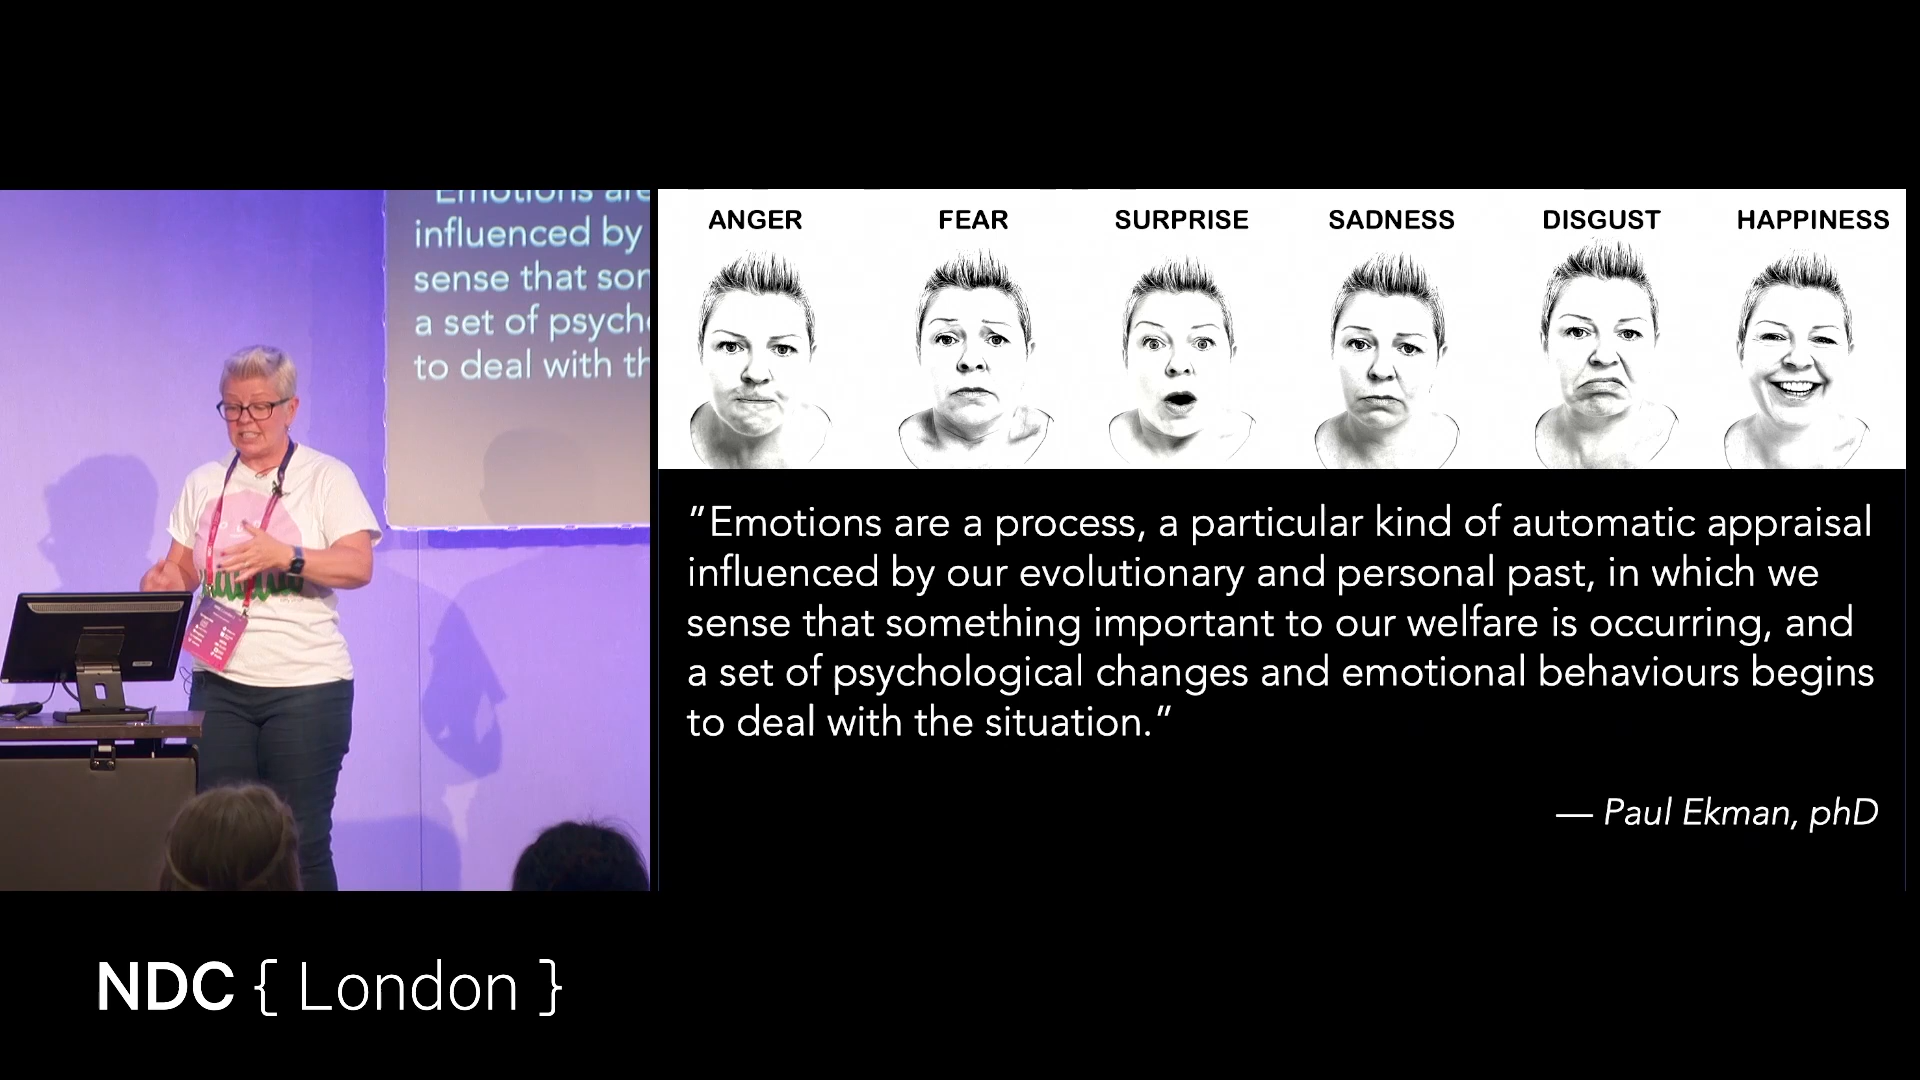 Emotions are
influenced by
sense that
a set of
to deal with
ANGER FEAR SURPRISE SADNESS DISGUST HAPPINESS
"Emotions are a process, a particular kind of automatic appraisal
influenced by our evolutionary and personal past, in which we
sense that something important to our welfare is occurring, and
a set of psychological changes and emotional behaviours begins
to deal with the situation."
— Paul Ekman, phD
NDC { London }